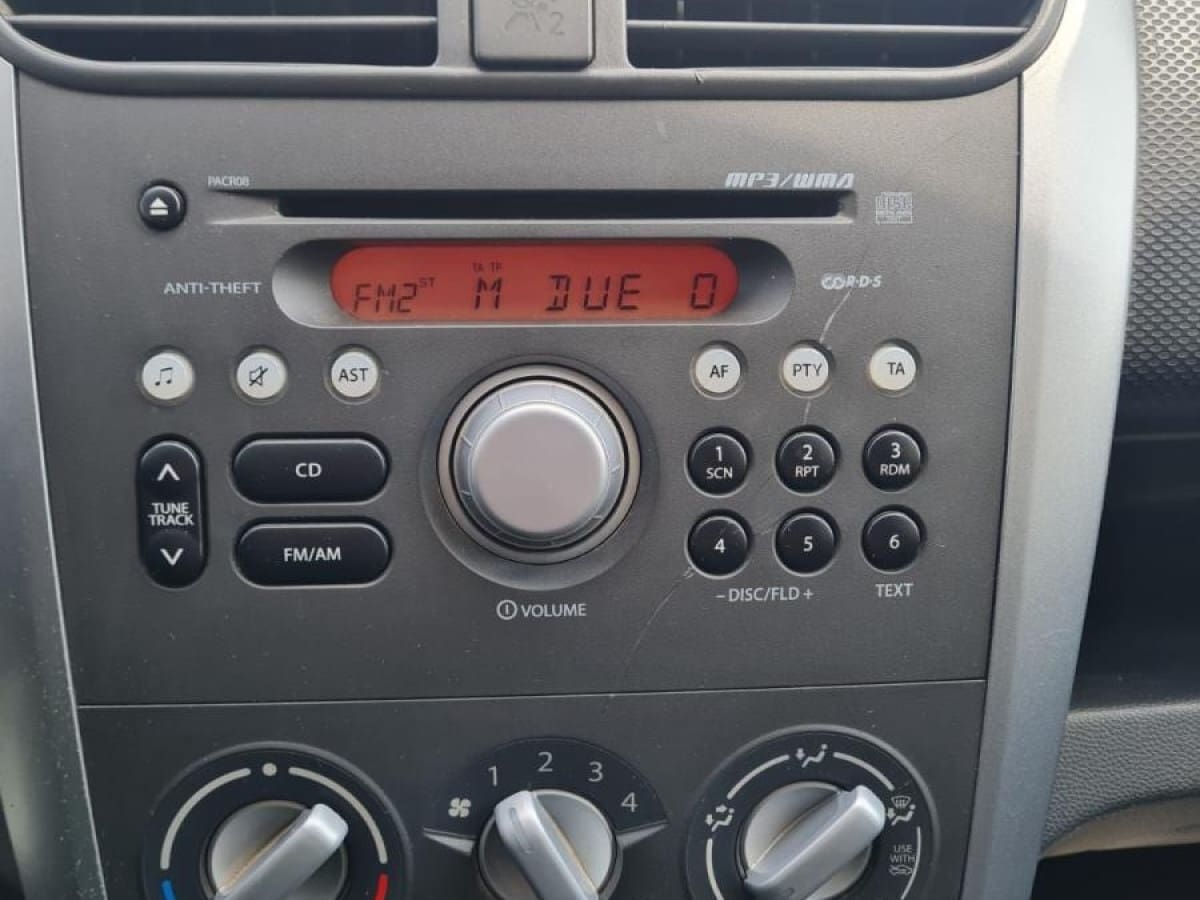 2
PACR08
MP3/WMA
DISC
ANTI-THEFT
FM2 ST TA TP M DUE 0
R·D·S
AST
AF
PTY
TA
CD
1
SCN
2
RPT
3
RDM
TUNE
TRACK
FM/AM
4
5
6
VOLUME
– DISC/FLD +
TEXT
1
2
3
4
USE
WITH